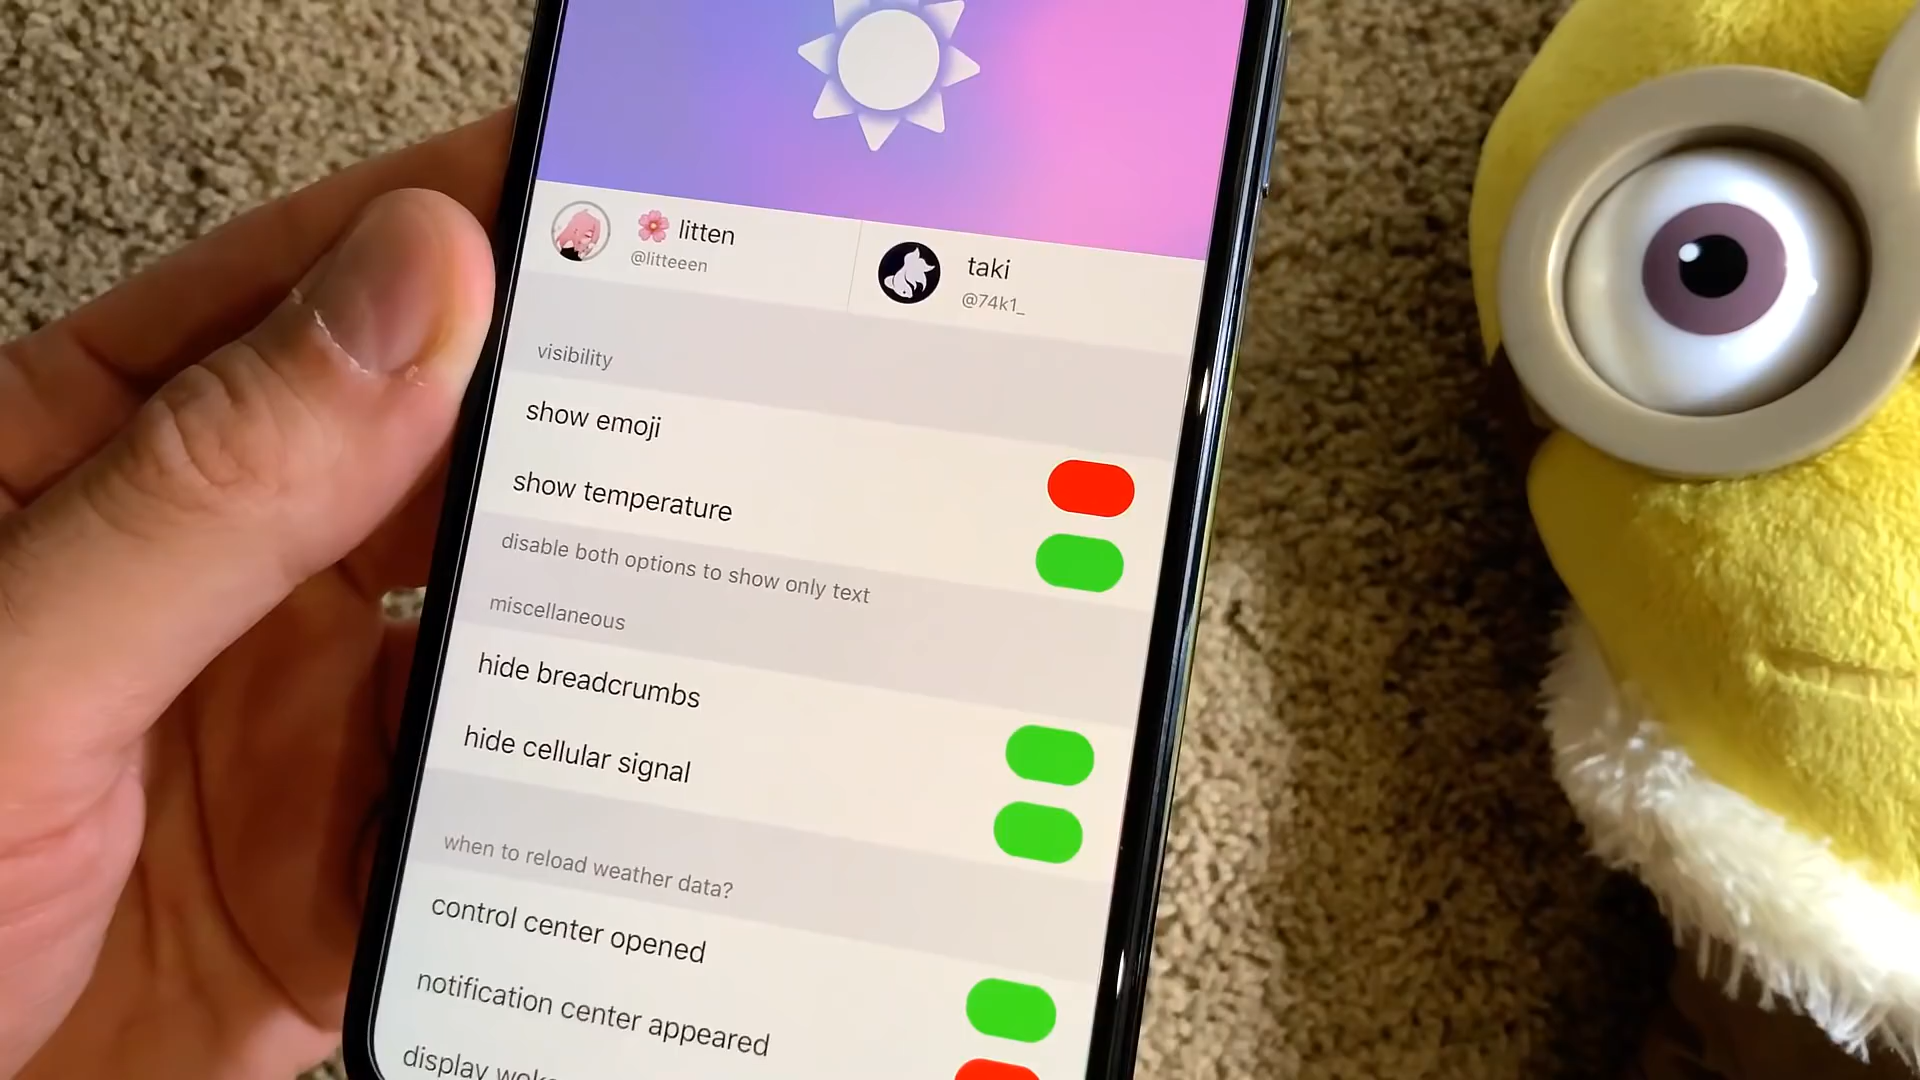 🌸 litten
@litteeen
taki
@74k1_
visibility
show emoji
show temperature
disable both options to show only text
miscellaneous
hide breadcrumbs
hide cellular signal
when to reload weather data?
control center opened
notification center appeared
display